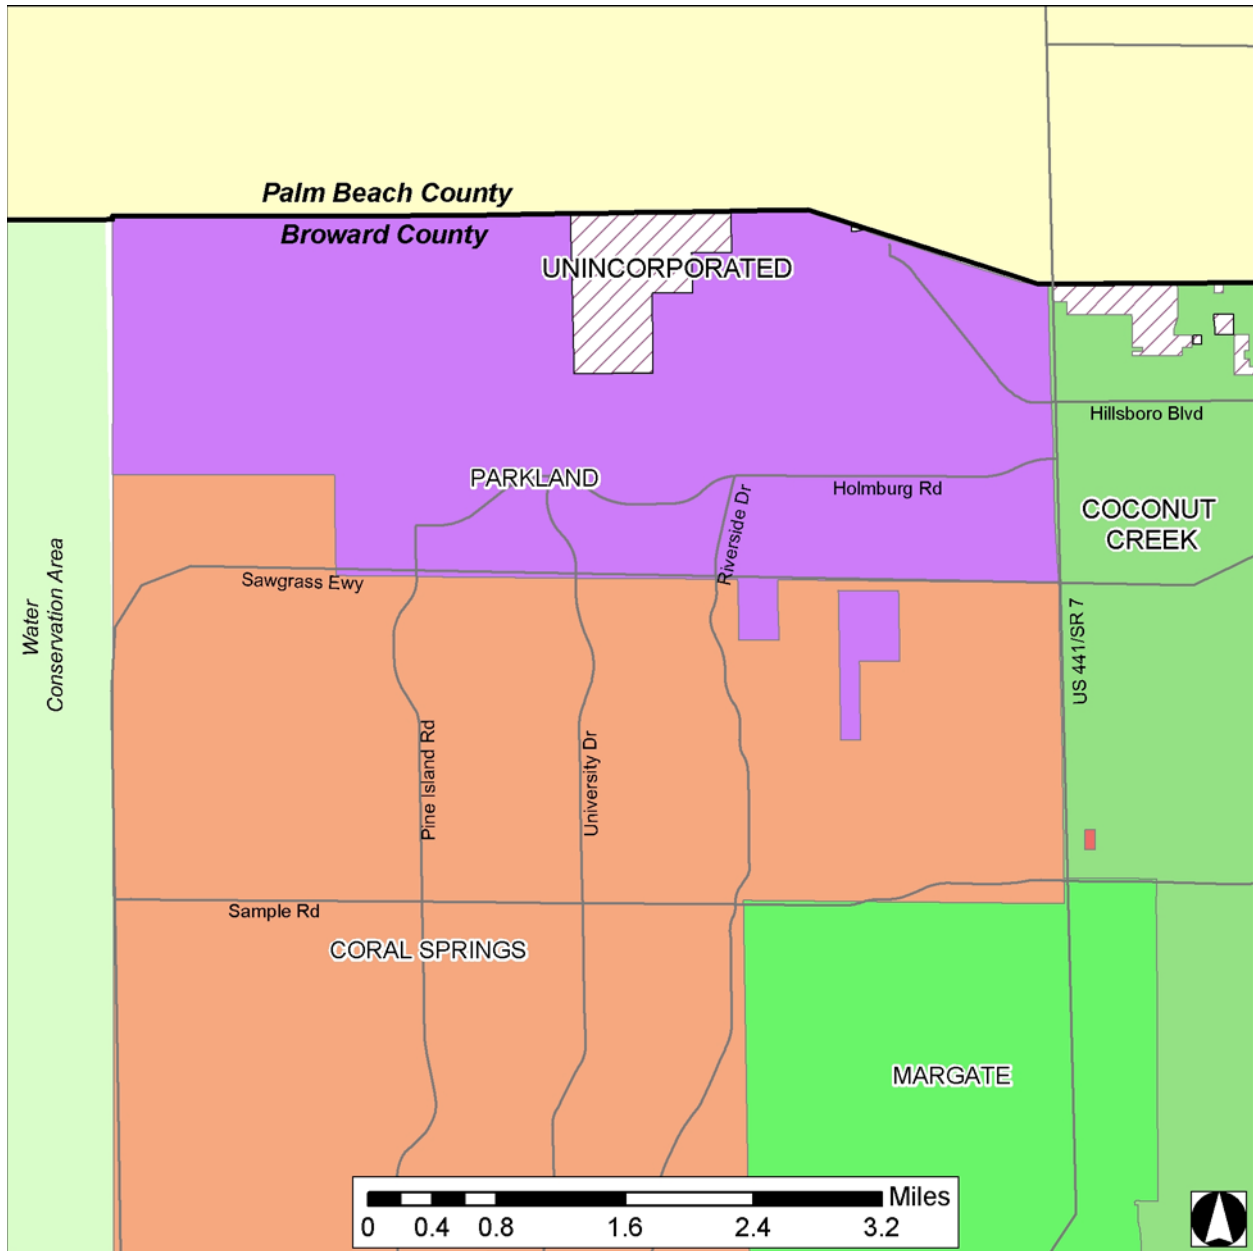 Palm Beach County
Broward County
UNINCORPORATED
Hillsboro Blvd
PARKLAND
Holmburg Rd
Riverside Dr
COCONUT
CREEK
Sawgrass Ewy
Water
Conservation Area
US 441/SR 7
Pine Island Rd
University Dr
Sample Rd
CORAL SPRINGS
MARGATE
Miles
0 0.4 0.8 1.6 2.4 3.2